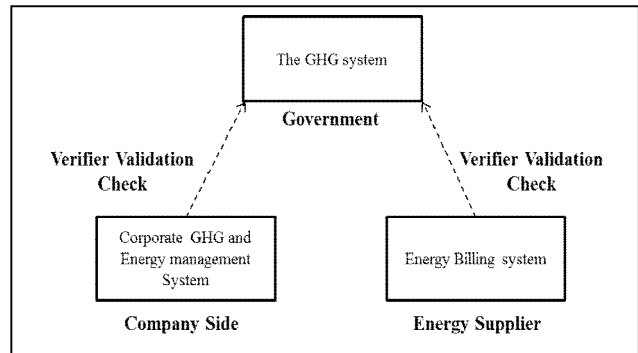 The GHG system
Government
Verifier Validation
Check
Verifier Validation
Check
Corporate GHG and
Energy management
System
Energy Billing system
Company Side
Energy Supplier